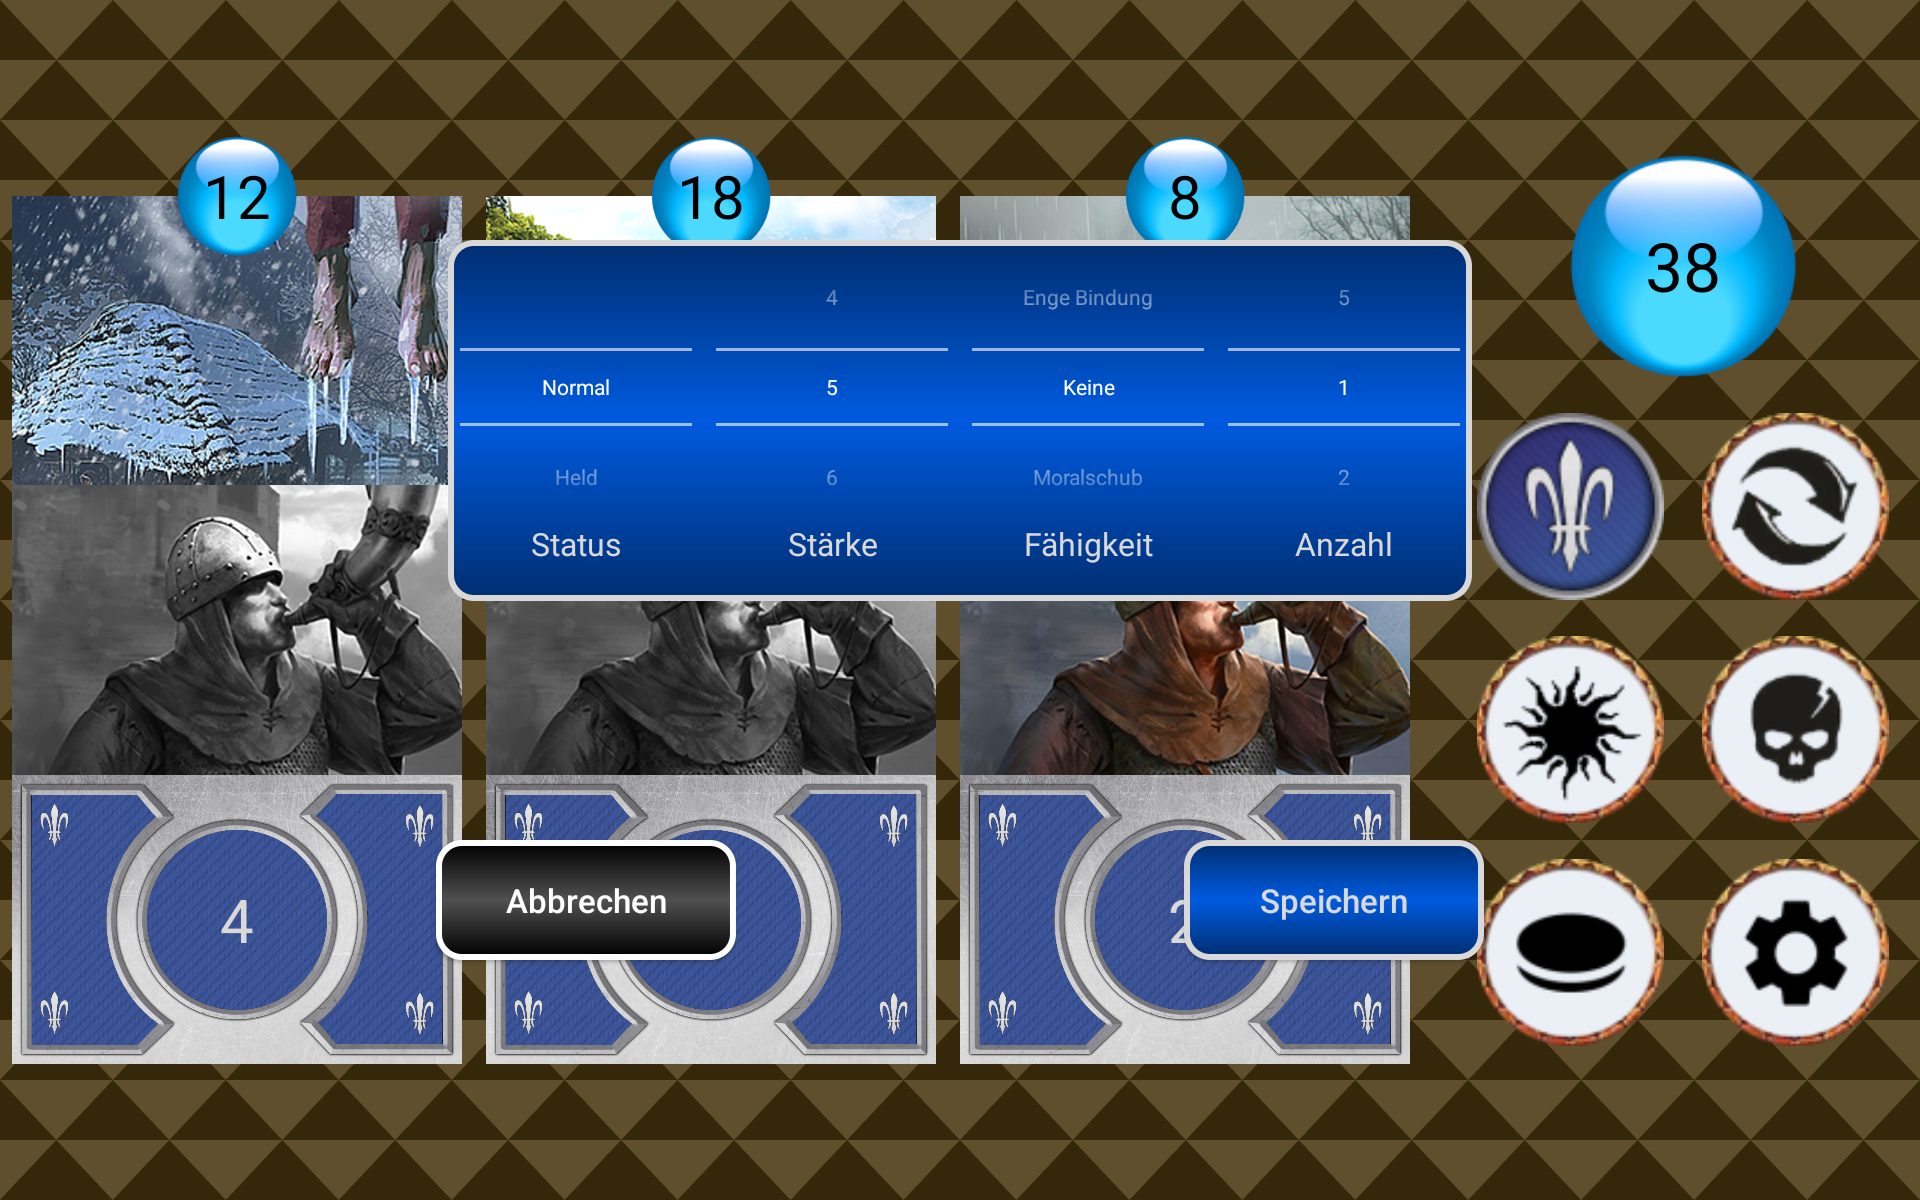 12
18
8
38
4
Enge Bindung
5
Normal
5
Keine
1
Held
6
Moralschub
2
Status
Stärke
Fähigkeit
Anzahl
4
Abbrechen
Speichern